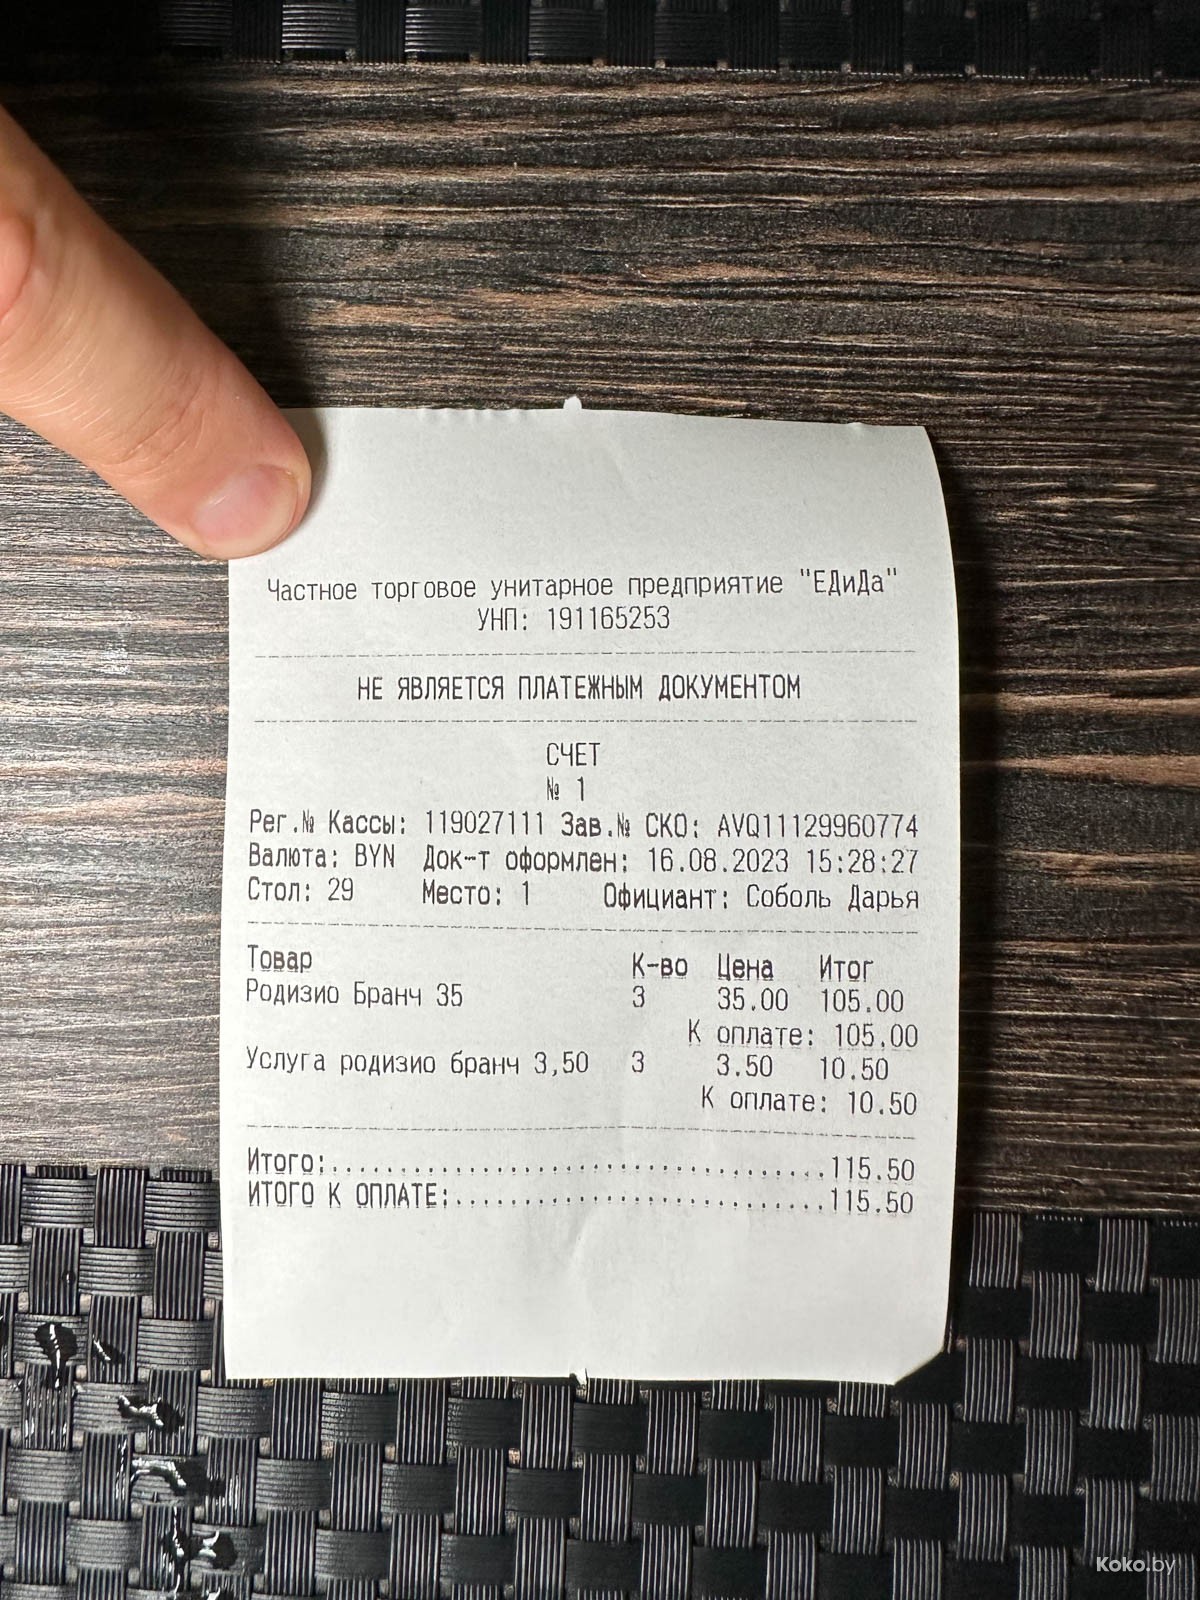 Частное торговое унитарное предприятие "ЕДиДа"
УНП: 191165253
НЕ ЯВЛЯЕТСЯ ПЛАТЕЖНЫМ ДОКУМЕНТОМ
СЧЕТ
№ 1
Рег.№ Кассы: 119027111 Зав.№ СКО: AVQ11129960774
Валюта: BYN Док-т оформлен: 16.08.2023 15:28:27
Стол: 29 Место: 1 Официант: Соболь Дарья
Товар К-во Цена Итог
Родизио Бранч 35 3 35.00 105.00
К оплате: 105.00
Услуга родизио бранч 3,50 3 3.50 10.50
К оплате: 10.50
Итого:....................................115.50
ИТОГО К ОПЛАТЕ:...........................115.50
Koko.by